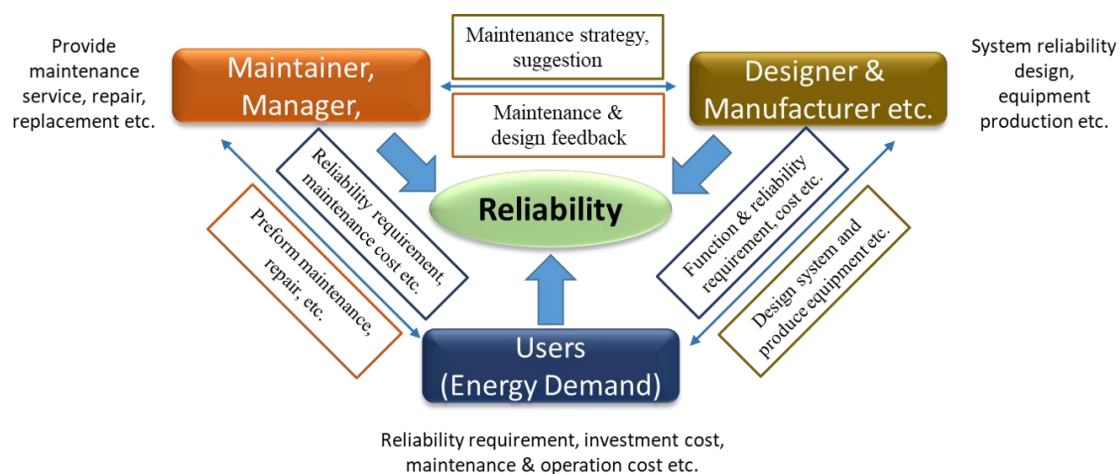 Provide
maintenance
service, repair,
replacement etc.
Maintainer,
Manager,
Maintenance strategy,
suggestion
Maintenance &
design feedback
Designer &
Manufacturer etc.
System reliability
design,
equipment
production etc.
Reliability requirement,
maintenance cost etc.
Preform maintenance,
repair, etc.
Reliability
Function & reliability
requirement, cost etc.
Design system and
produce equipment etc.
Users
(Energy Demand)
Reliability requirement, investment cost,
maintenance & operation cost etc.